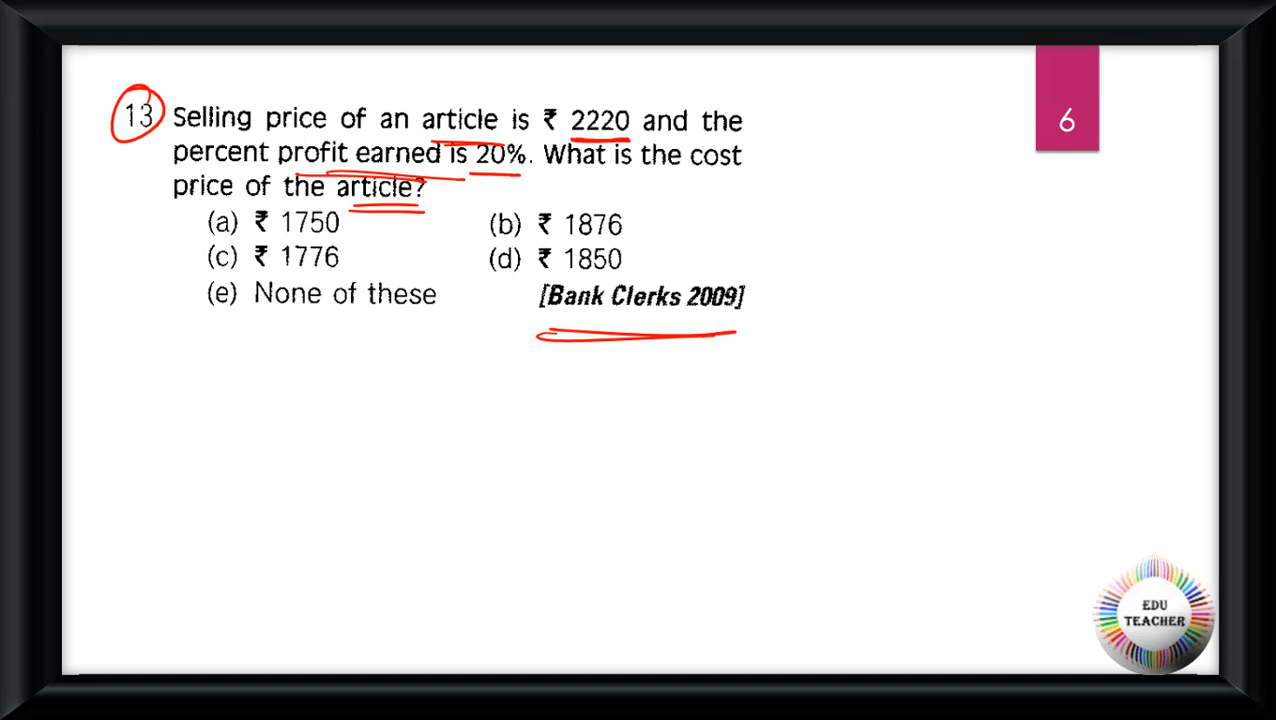 6
13 Selling price of an article is ₹ 2220 and the
percent profit earned is 20%. What is the cost
price of the article?
(a) ₹ 1750 (b) ₹ 1876
(c) ₹ 1776 (d) ₹ 1850
(e) None of these [Bank Clerks 2009]
EDU
TEACHER